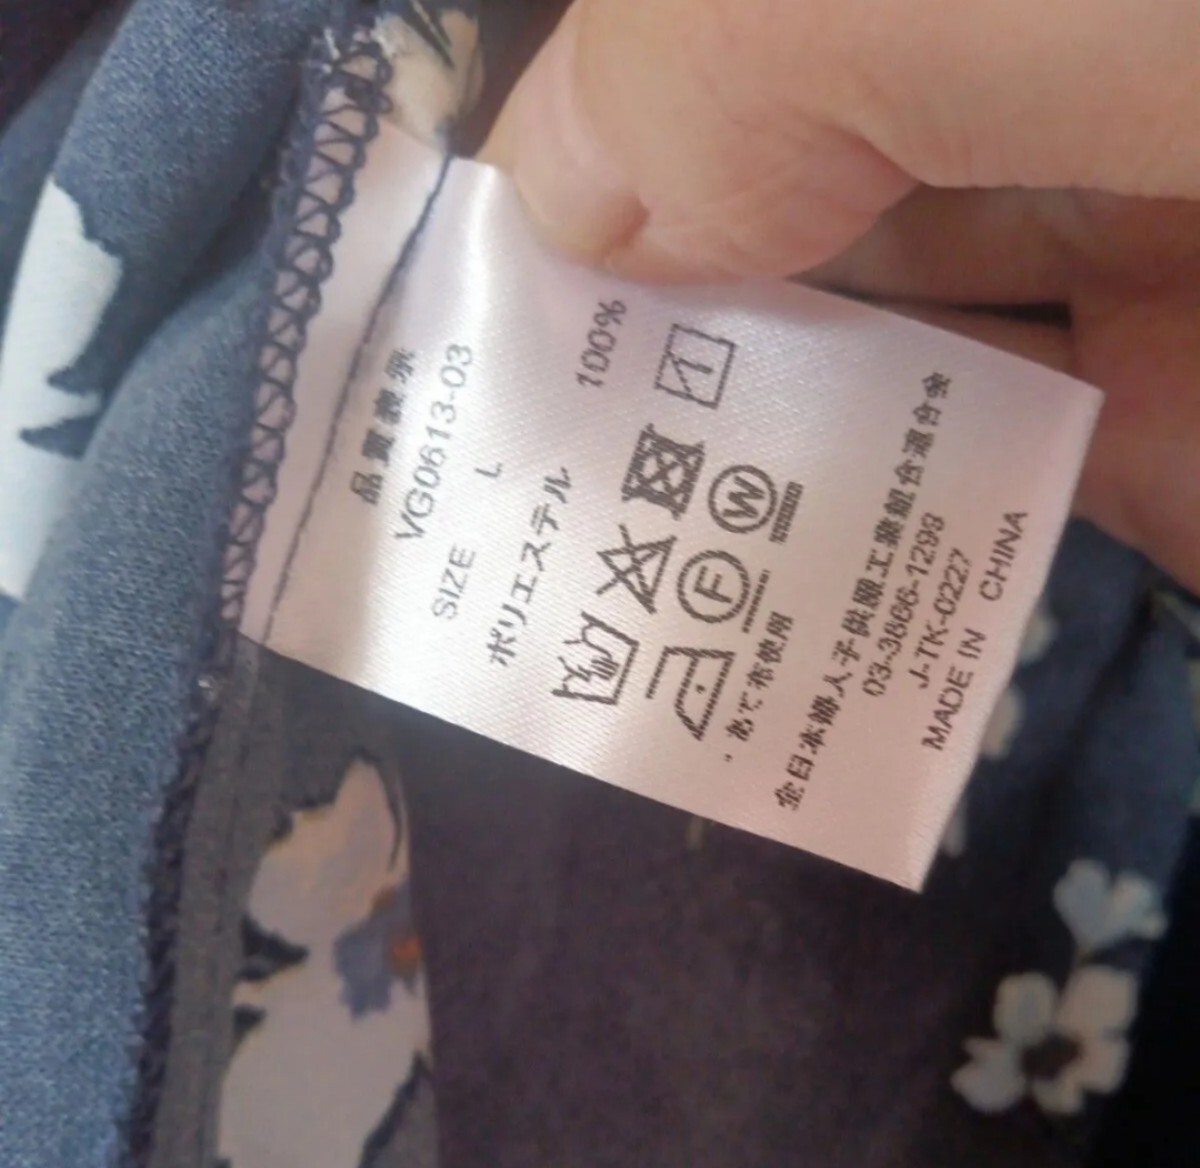 品質表示
VG0613-03
SIZE L
ポリエステル 100%
W
F
・あて布使用
全日本婦人子供服工業組合連合会
03-3866-1293
J-TK-0227
MADE IN CHINA